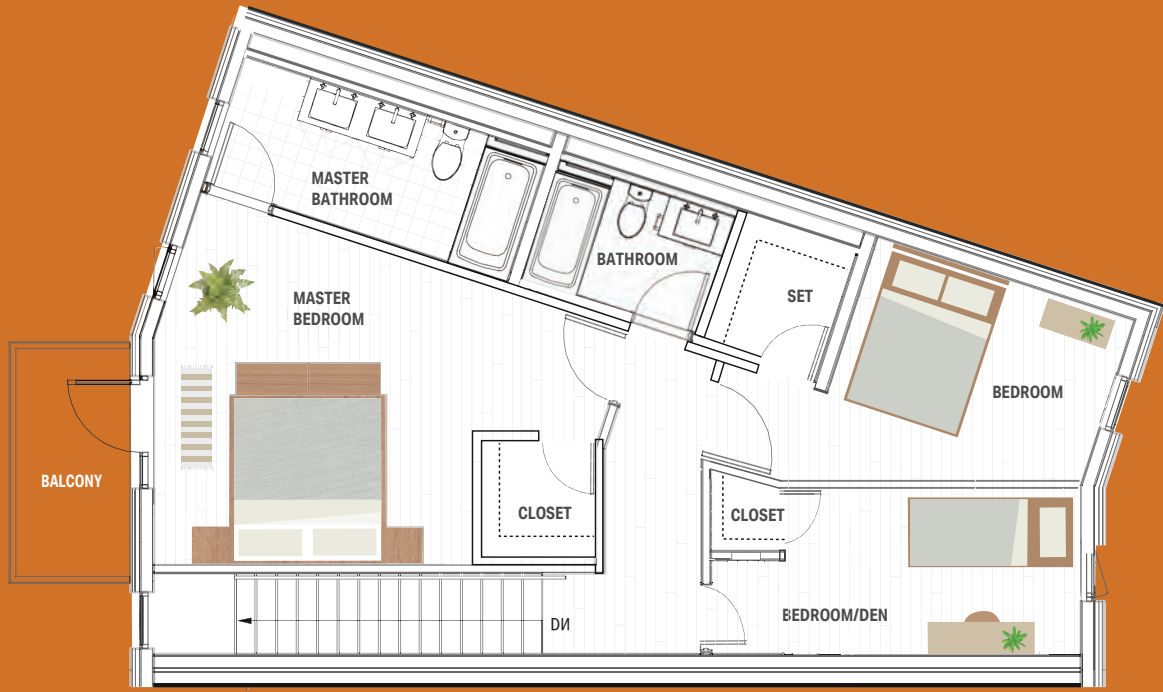 MASTER
BATHROOM
BATHROOM
MASTER
BEDROOM
SET
BEDROOM
BALCONY
CLOSET
CLOSET
BEDROOM/DEN
DN